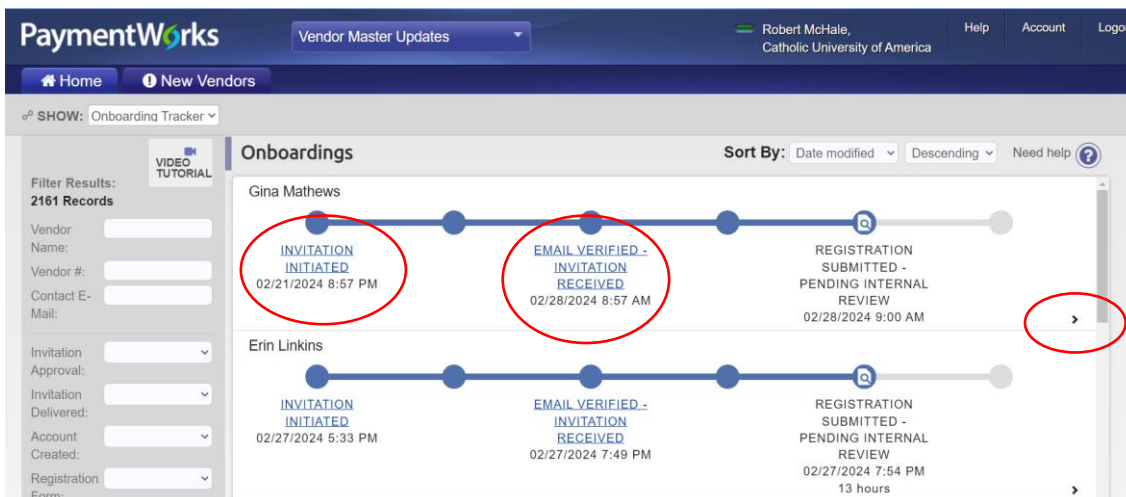 PaymentWorks
Vendor Master Updates
Robert McHale,
Catholic University of America
Help
Account
Logou
Home
New Vendors
SHOW: Onboarding Tracker
VIDEO
TUTORIAL
Filter Results:
2161 Records
Vendor
Name:
Vendor #:
Contact E-
Mail:
Invitation
Approval:
Invitation
Delivered:
Account
Created:
Registration
Form:
Onboardings
Sort By: Date modified Descending Need help ?
Gina Mathews
INVITATION
INITIATED
02/21/2024 8:57 PM
EMAIL VERIFIED -
INVITATION
RECEIVED
02/28/2024 8:57 AM
REGISTRATION
SUBMITTED -
PENDING INTERNAL
REVIEW
02/28/2024 9:00 AM
Erin Linkins
INVITATION
INITIATED
02/27/2024 5:33 PM
EMAIL VERIFIED -
INVITATION
RECEIVED
02/27/2024 7:49 PM
REGISTRATION
SUBMITTED -
PENDING INTERNAL
REVIEW
02/27/2024 7:54 PM
13 hours